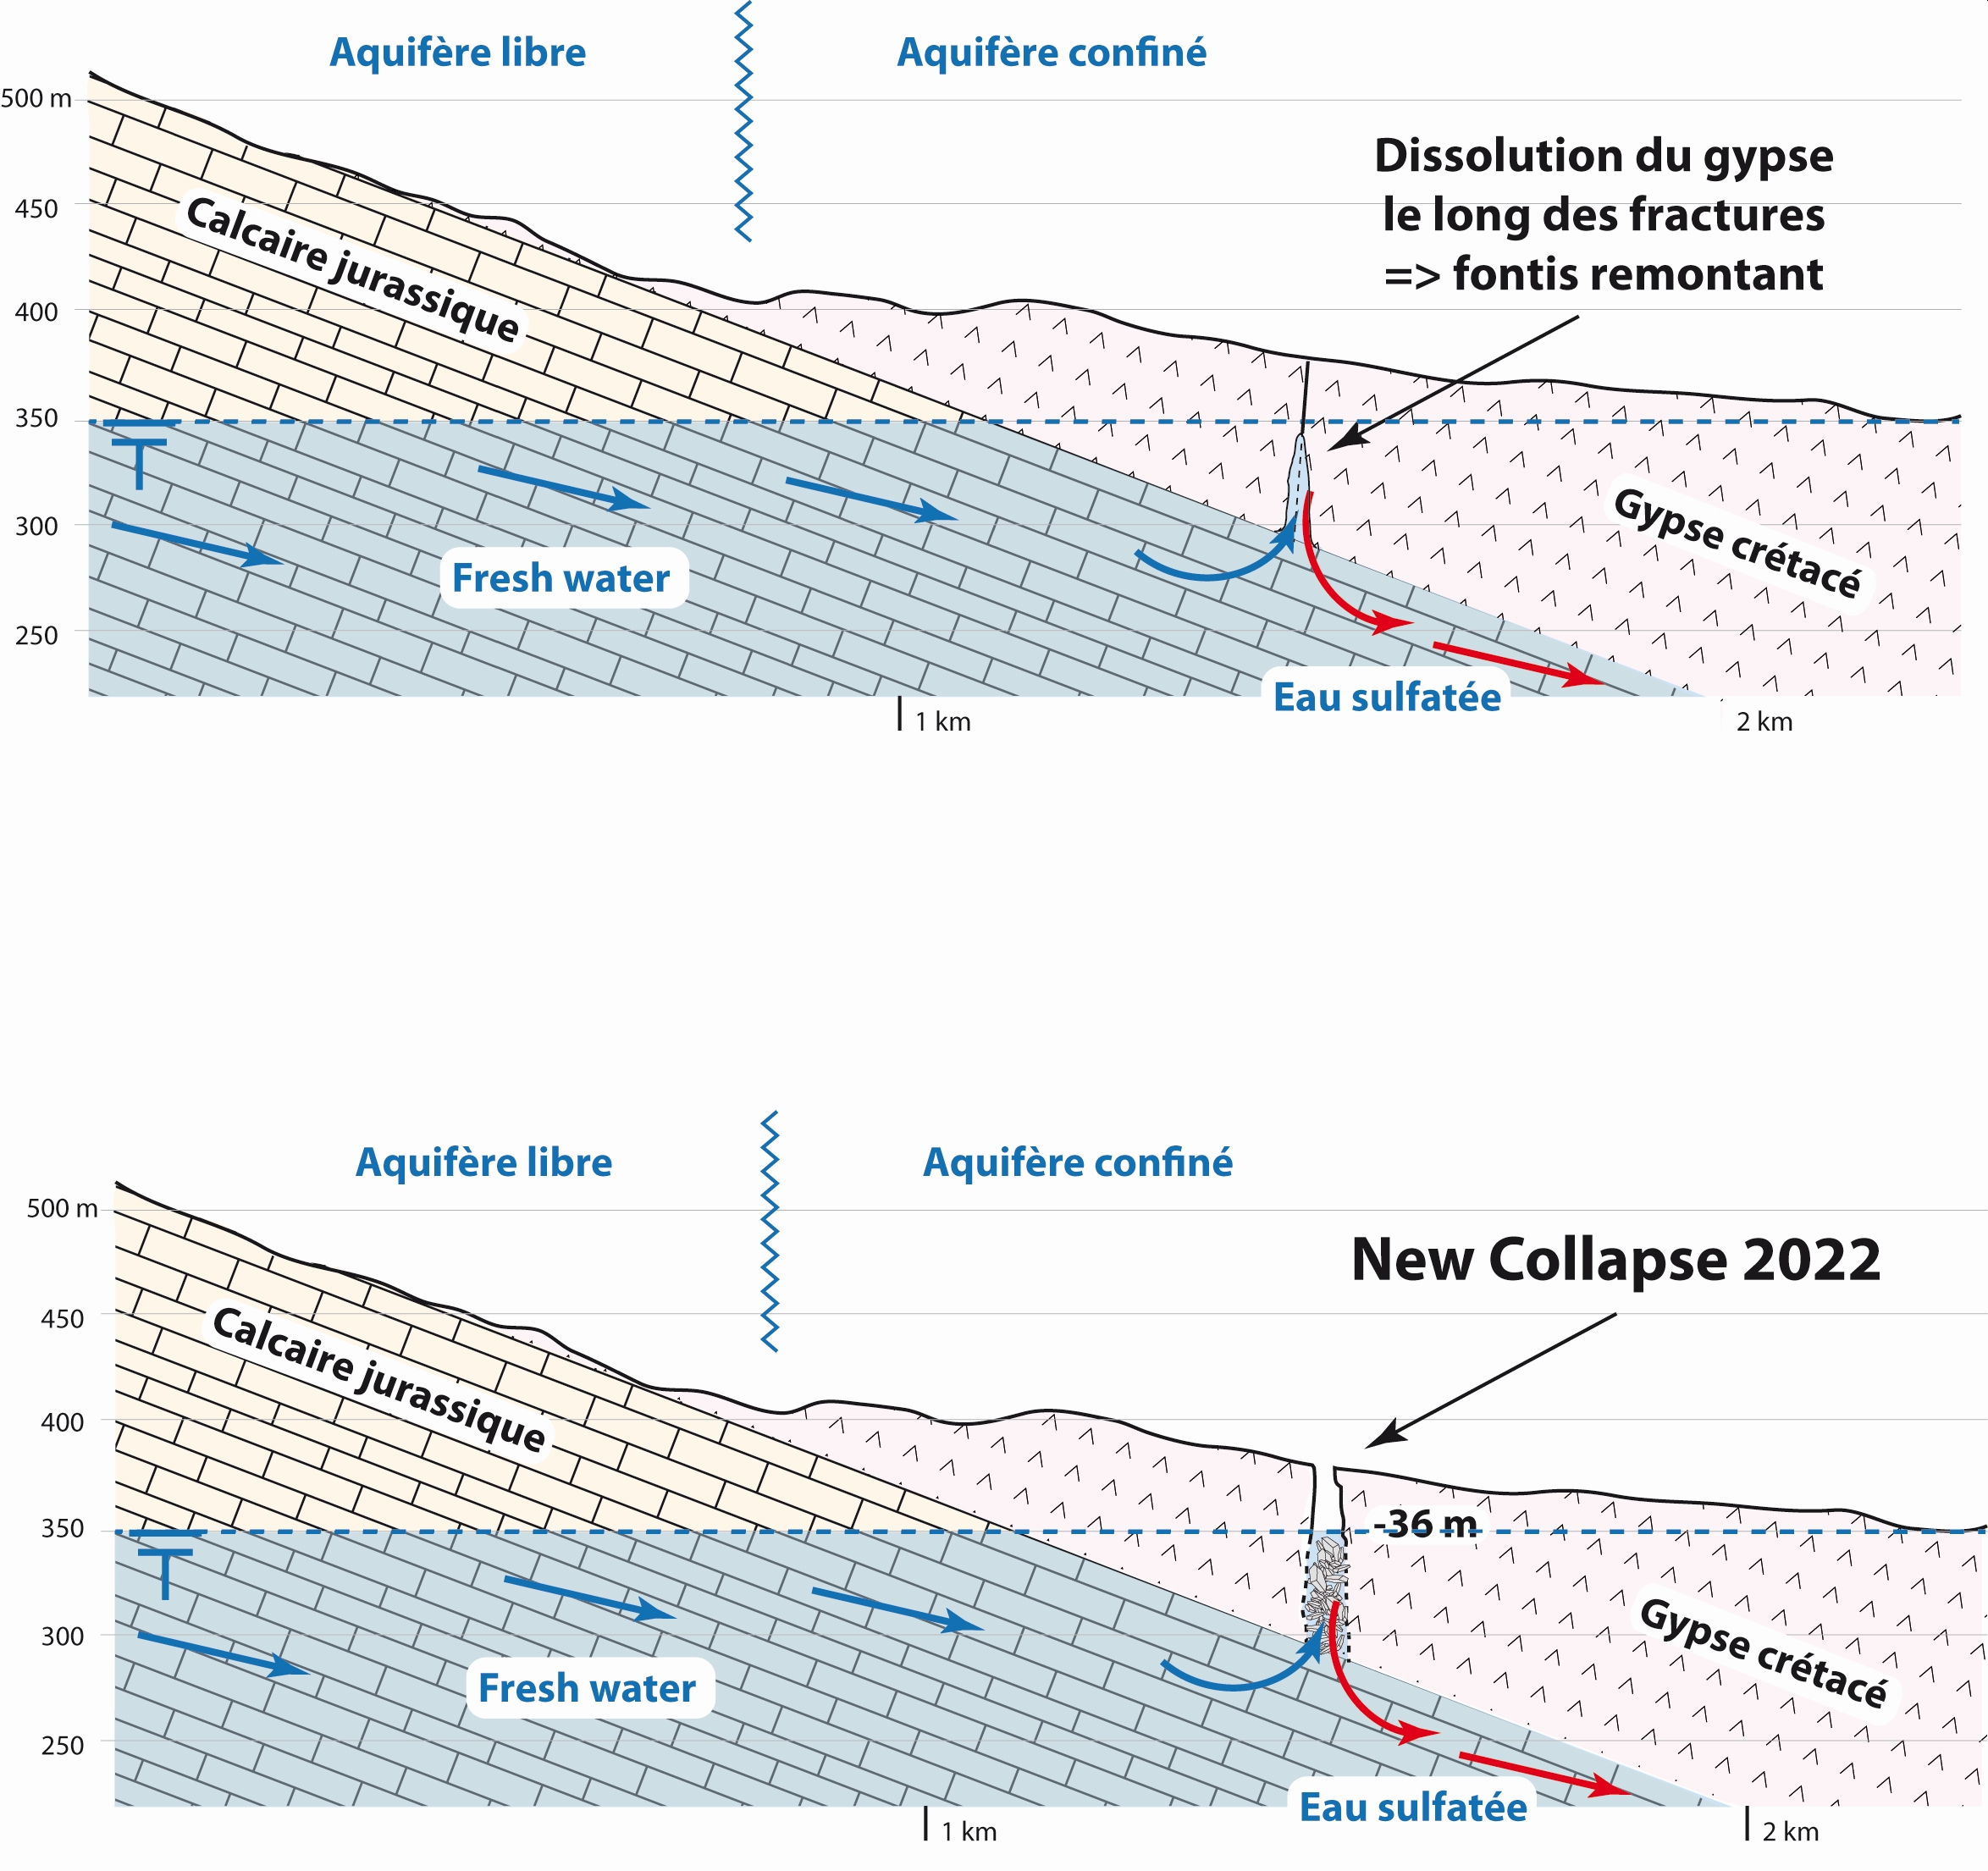 Aquifère libre
Aquifère confiné
500 m
450
400
350
300
250
Dissolution du gypse
le long des fractures
=> fontis remontant
Calcaire jurassique
Gypse crétacé
Fresh water
Eau sulfatée
1 km
2 km
Aquifère libre
Aquifère confiné
500 m
450
400
350
300
250
New Collapse 2022
Calcaire jurassique
-36 m
Gypse crétacé
Fresh water
Eau sulfatée
1 km
2 km